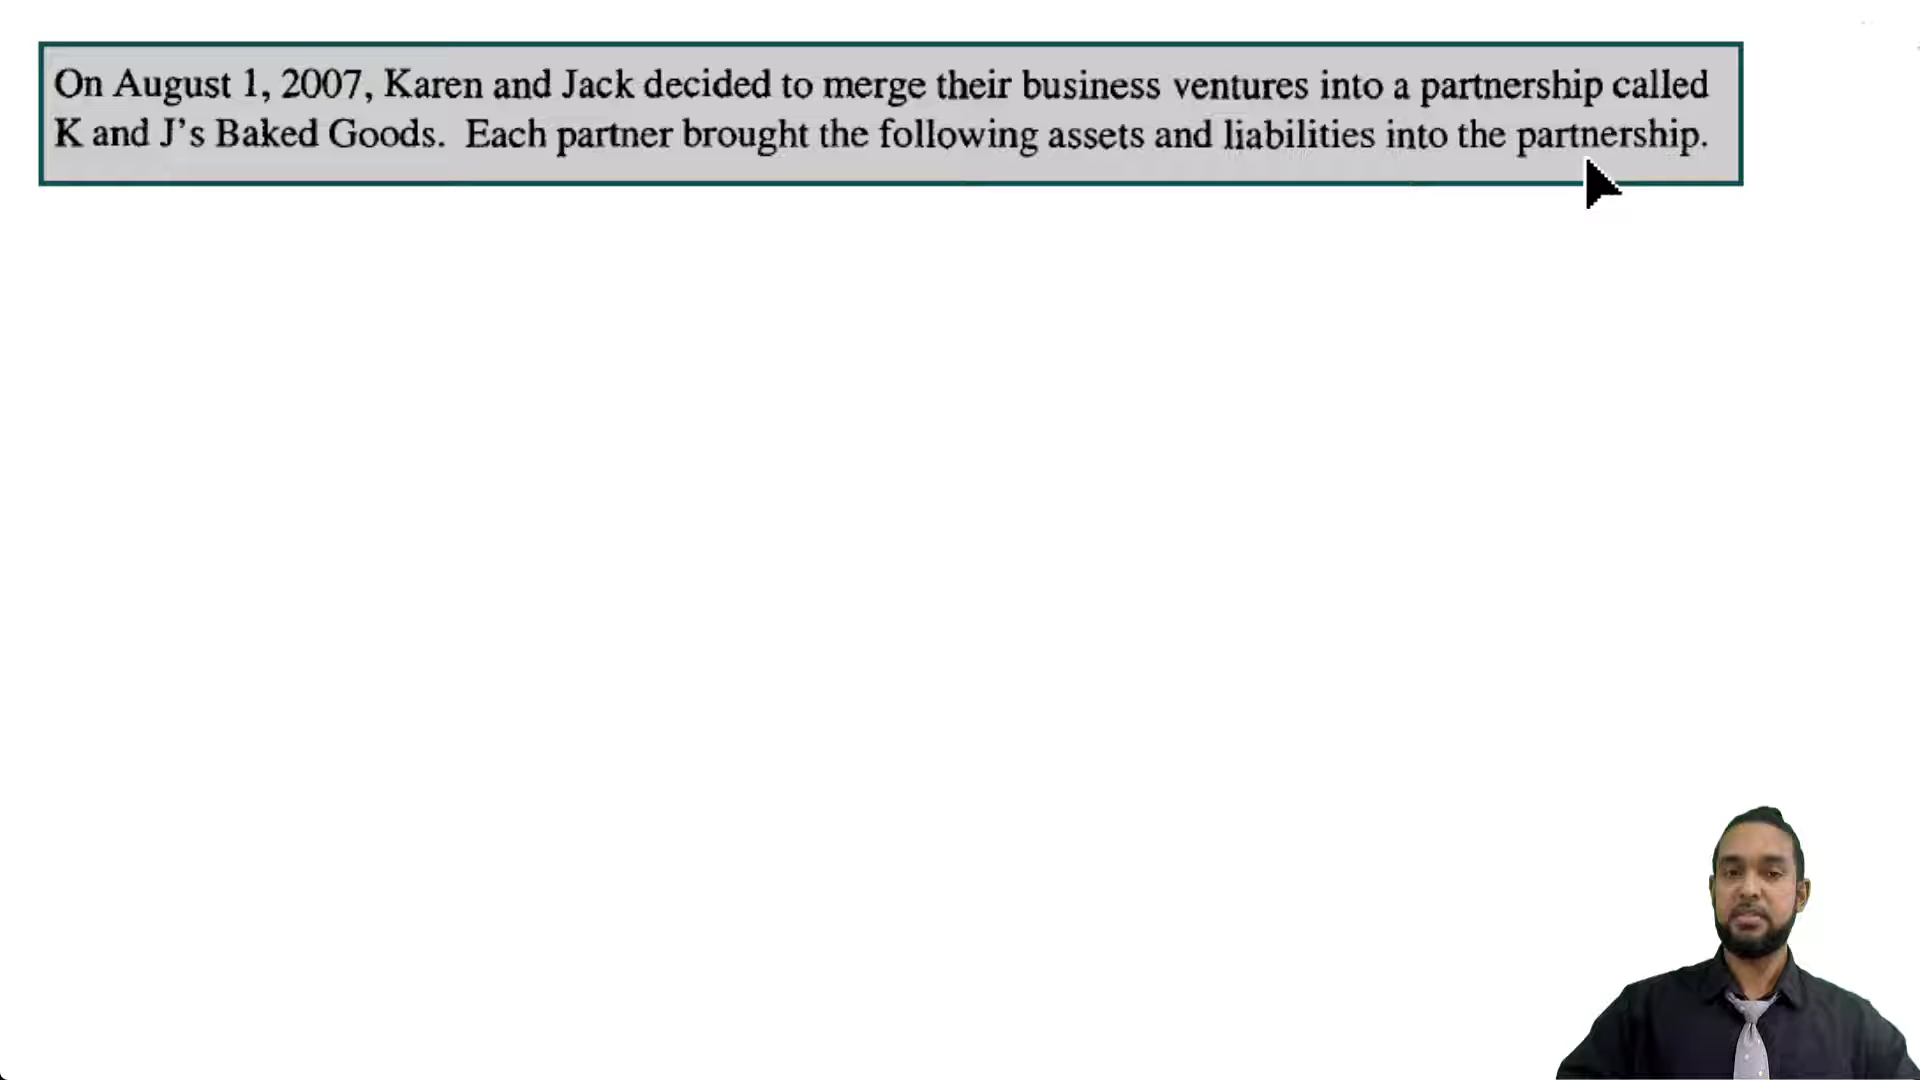 On August 1, 2007, Karen and Jack decided to merge their business ventures into a partnership called
K and J's Baked Goods. Each partner brought the following assets and liabilities into the partnership.